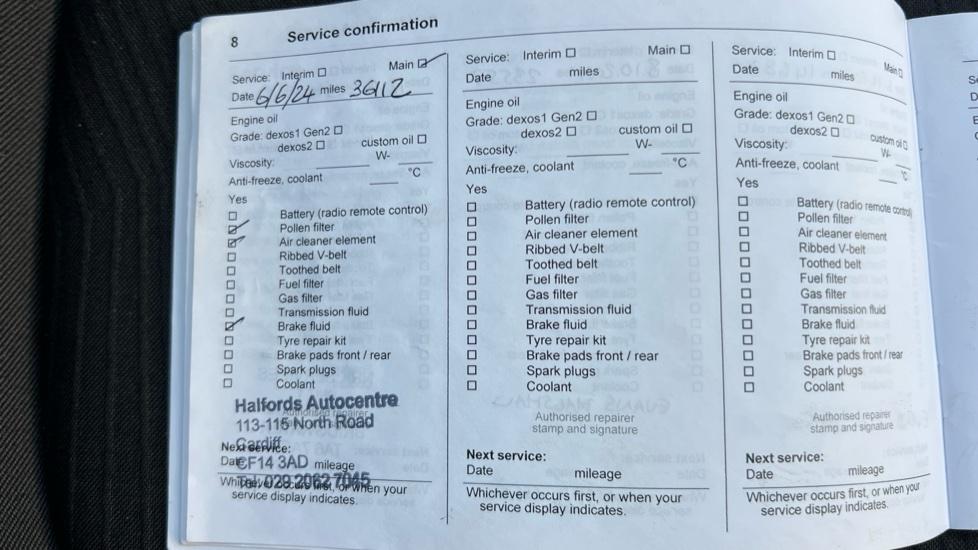 8 Service confirmation
Service: Interim ☐ Main ☑
Date 6/6/24 miles 36112
Engine oil
Grade: dexos1 Gen2 ☐
dexos2 ☐ custom oil ☐
Viscosity: W-
Anti-freeze, coolant °C
Yes
☐ Battery (radio remote control)
☑ Pollen filter
☑ Air cleaner element
☐ Ribbed V-belt
☐ Toothed belt
☐ Fuel filter
☐ Gas filter
☐ Transmission fluid
☑ Brake fluid
☐ Tyre repair kit
☐ Brake pads front / rear
☐ Spark plugs
☐ Coolant
Halfords Autocentre
Authorised repairer
113-115 North Road
Cardiff
Next service:
CF14 3AD
Date mileage
Tel: 029 2062 7045
Whichever occurs first, or when your
service display indicates.
Service: Interim ☐ Main ☐
Date miles
Engine oil
Grade: dexos1 Gen2 ☐
dexos2 ☐ custom oil ☐
Viscosity: W-
Anti-freeze, coolant °C
Yes
☐ Battery (radio remote control)
☐ Pollen filter
☐ Air cleaner element
☐ Ribbed V-belt
☐ Toothed belt
☐ Fuel filter
☐ Gas filter
☐ Transmission fluid
☐ Brake fluid
☐ Tyre repair kit
☐ Brake pads front / rear
☐ Spark plugs
☐ Coolant
Authorised repairer
stamp and signature
Next service:
Date mileage
Whichever occurs first, or when your
service display indicates.
Service: Interim ☐ Main ☐
Date miles
Engine oil
Grade: dexos1 Gen2 ☐
dexos2 ☐ custom oil ☐
Viscosity: W-
Anti-freeze, coolant °C
Yes
☐ Battery (radio remote control)
☐ Pollen filter
☐ Air cleaner element
☐ Ribbed V-belt
☐ Toothed belt
☐ Fuel filter
☐ Gas filter
☐ Transmission fluid
☐ Brake fluid
☐ Tyre repair kit
☐ Brake pads front / rear
☐ Spark plugs
☐ Coolant
Authorised repairer
stamp and signature
Next service:
Date mileage
Whichever occurs first, or when your
service display indicates.